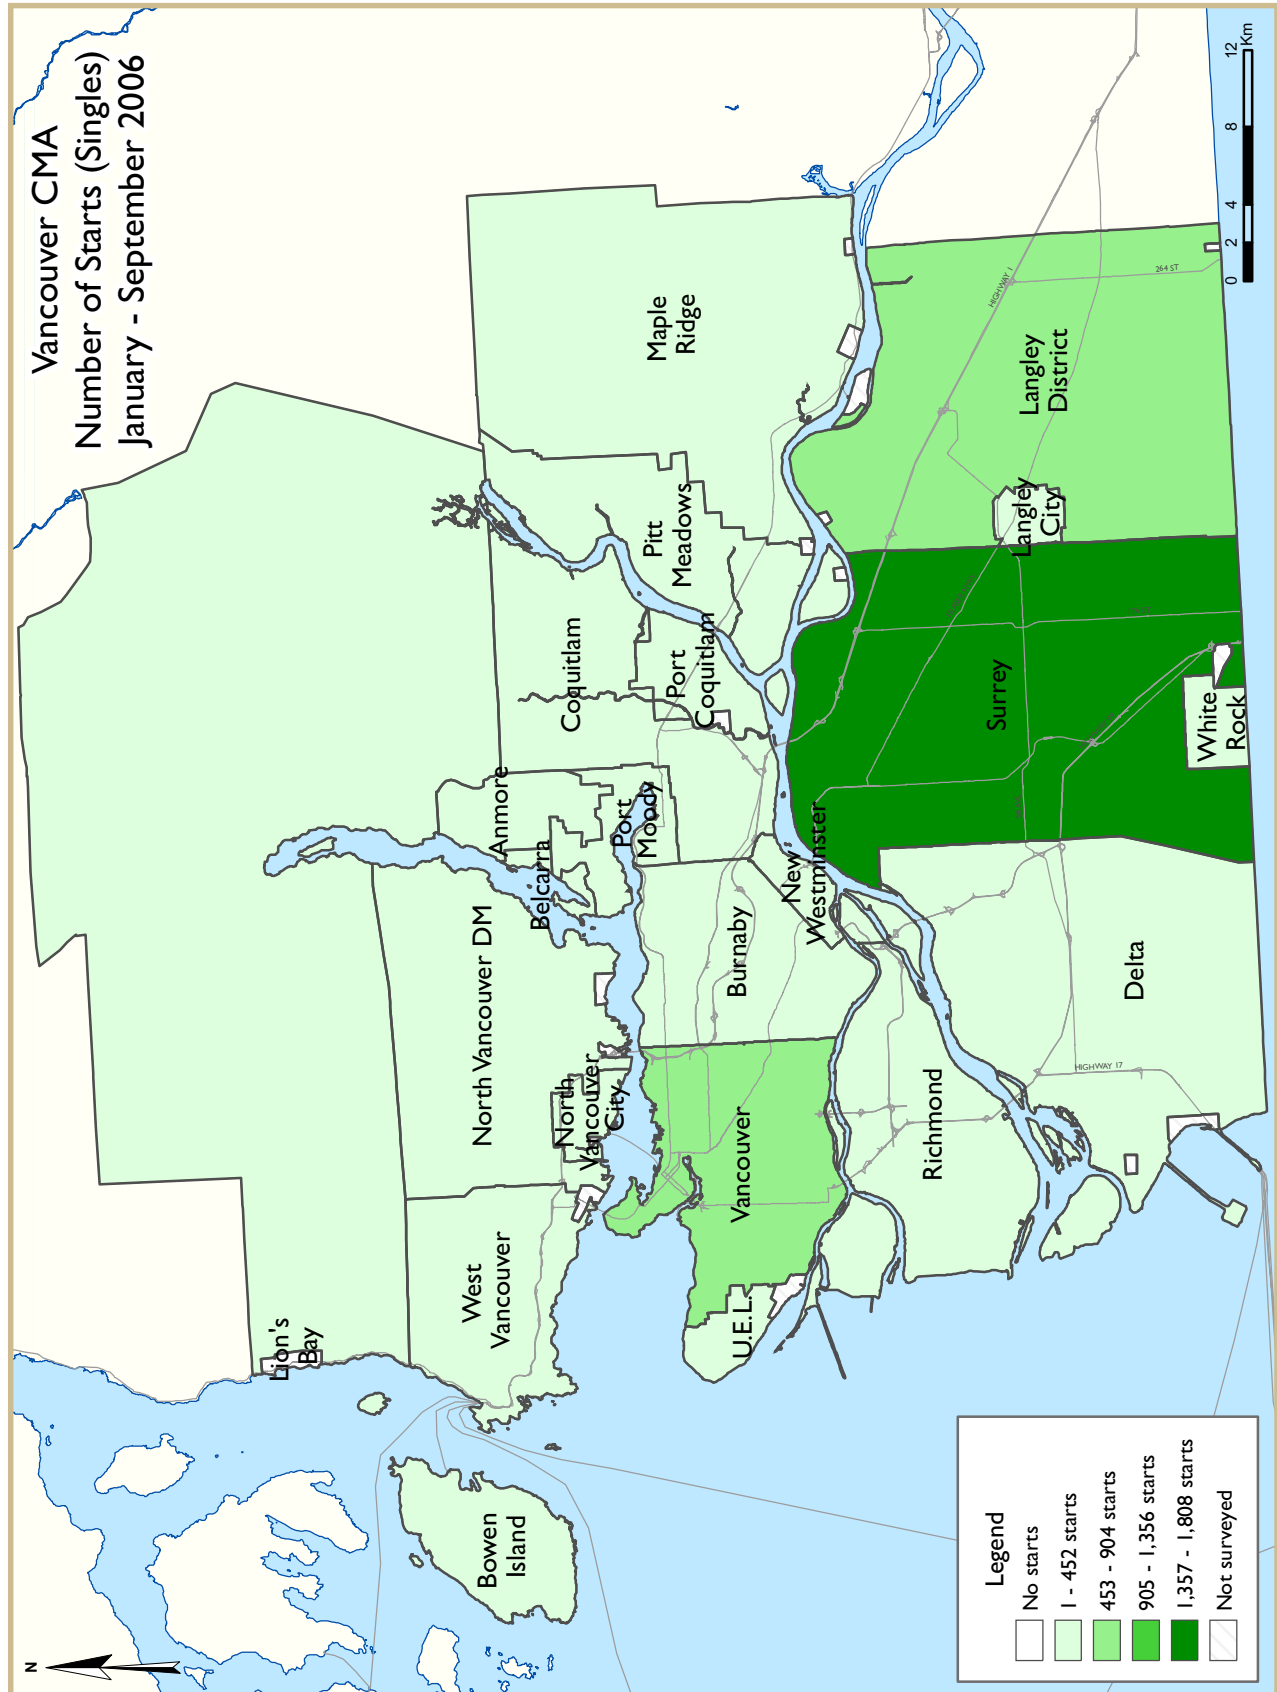 Vancouver CMA
Number of Starts (Singles)
January - September 2006
N
Lion's
Bay
Bowen
Island
West
Vancouver
North Vancouver DM
North
Vancouver
City
Belcarra
Anmore
Port
Moody
Coquitlam
Port
Coquitlam
Pitt
Meadows
Maple
Ridge
U.E.L.
Vancouver
Burnaby
New
Westminster
Richmond
Delta
Surrey
White
Rock
Langley
City
Langley
District
HIGHWAY 1
264 ST
HIGHWAY 17
Legend
No starts
1 - 452 starts
453 - 904 starts
905 - 1,356 starts
1,357 - 1,808 starts
Not surveyed
0 2 4 8 12
Km